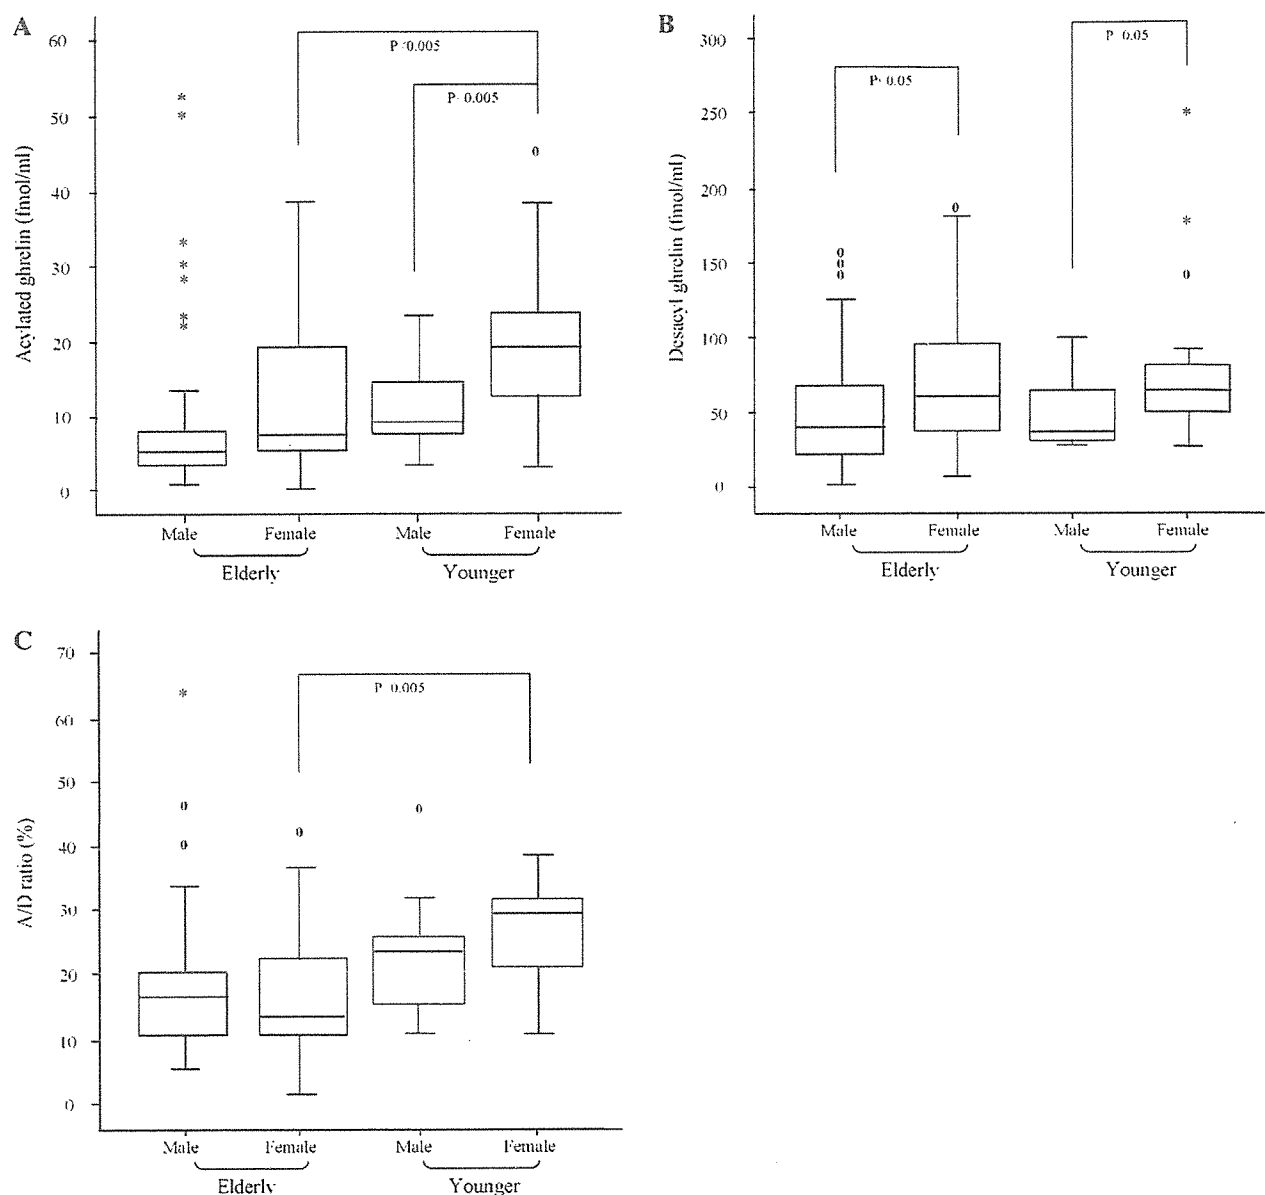 A
Acylated ghrelin (fmol/ml)
60
50
40
30
20
10
0
P <0.005
P 0.005
Male Female Male Female
Elderly Younger
B
Desacyl ghrelin (fmol/ml)
300
250
200
150
100
50
0
P 0.05
P 0.05
Male Female Male Female
Elderly Younger
C
A/D ratio (%)
70
60
50
40
30
20
10
0
P 0.005
Male Female Male Female
Elderly Younger